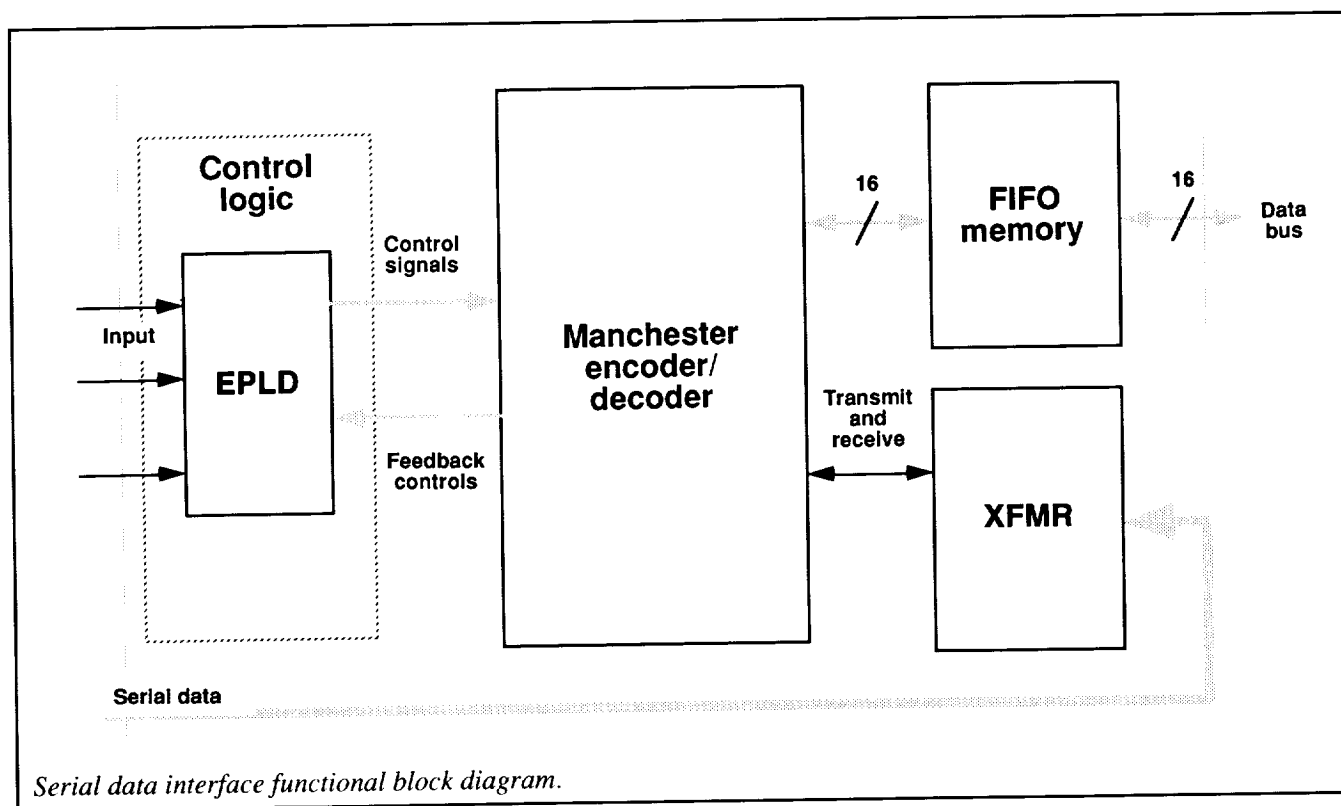 Control
logic
Control
signals
Input
EPLD
Feedback
controls
Manchester
encoder/
decoder
16
FIFO
memory
16
Data
bus
Transmit
and
receive
XFMR
Serial data
Serial data interface functional block diagram.